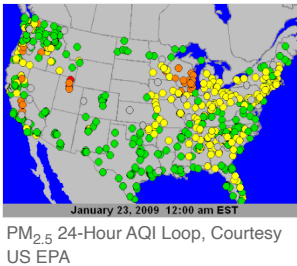 January 23, 2009 12:00 am EST
PM2.5 24-Hour AQI Loop, Courtesy
US EPA